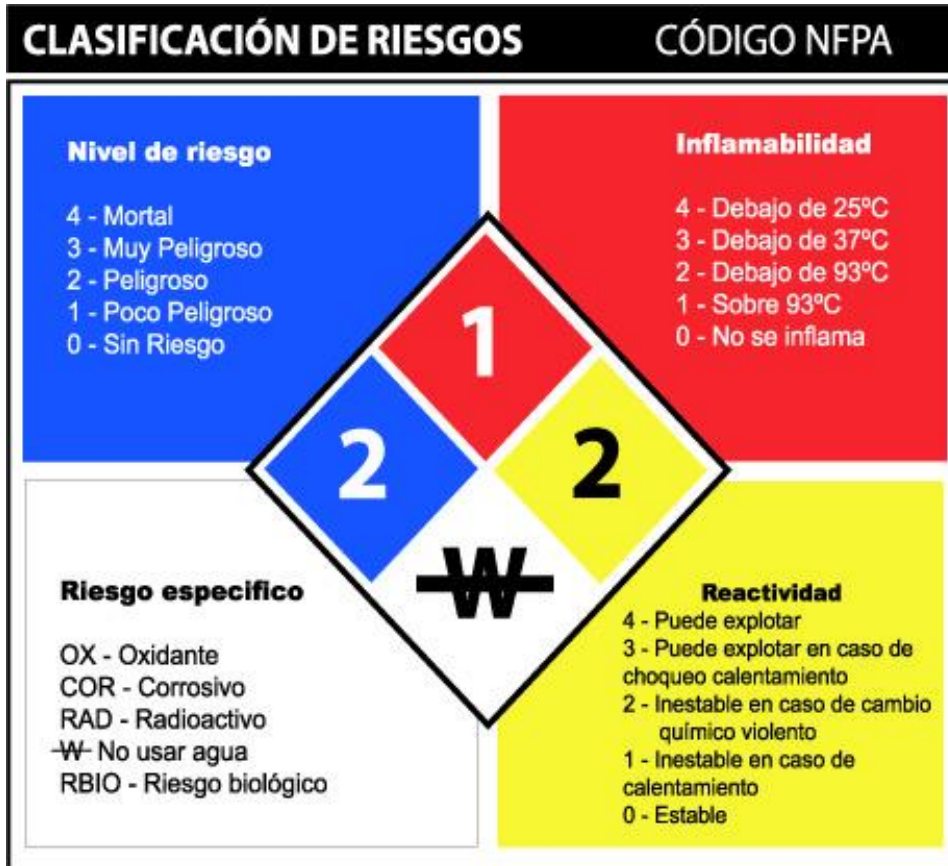 CLASIFICACIÓN DE RIESGOS CÓDIGO NFPA
Nivel de riesgo
4 - Mortal
3 - Muy Peligroso
2 - Peligroso
1 - Poco Peligroso
0 - Sin Riesgo
Inflamabilidad
4 - Debajo de 25ºC
3 - Debajo de 37ºC
2 - Debajo de 93ºC
1 - Sobre 93ºC
0 - No se inflama
1
2
2
W
Riesgo especifico
OX - Oxidante
COR - Corrosivo
RAD - Radioactivo
W No usar agua
RBIO - Riesgo biológico
Reactividad
4 - Puede explotar
3 - Puede explotar en caso de
choqueo calentamiento
2 - Inestable en caso de cambio
químico violento
1 - Inestable en caso de
calentamiento
0 - Estable